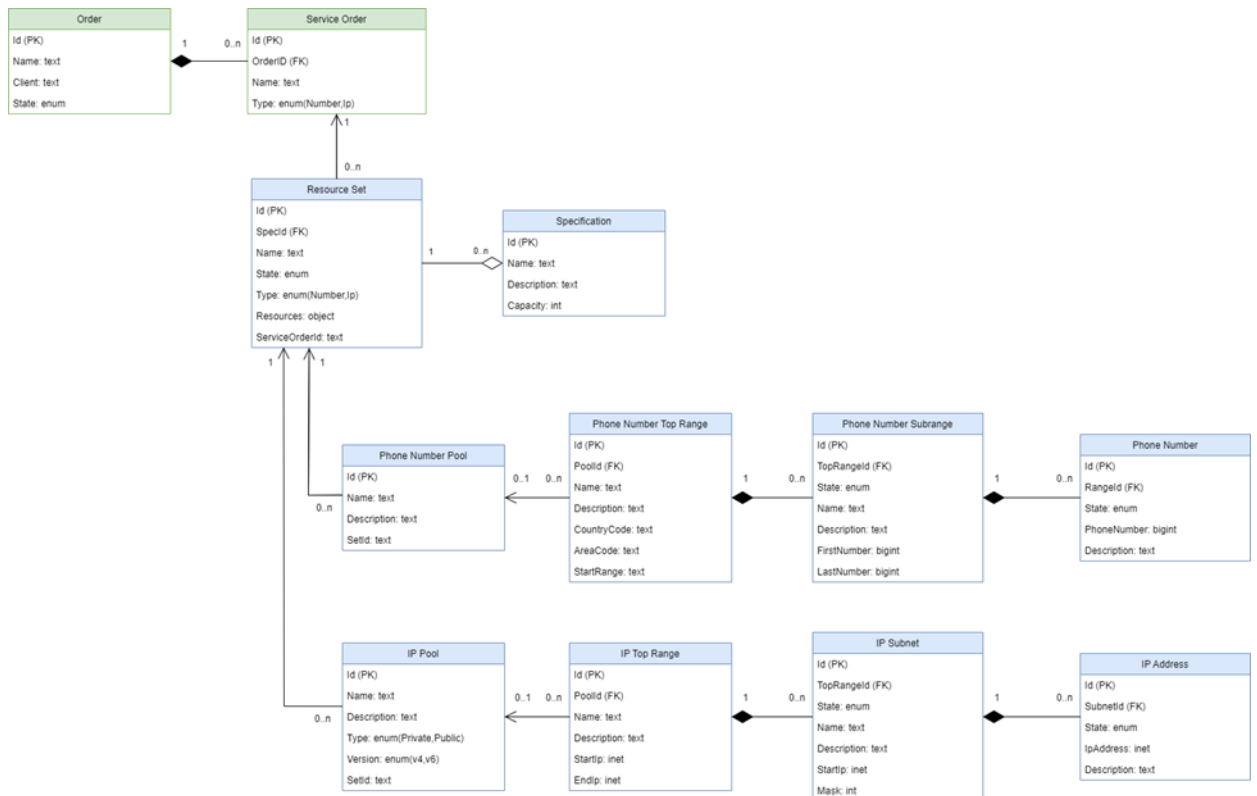 Order
Id (PK)
Name: text
Client: text
State: enum
1
0..n
Service Order
Id (PK)
OrderID (FK)
Name: text
Type: enum(Number,Ip)
1
0..n
Resource Set
Id (PK)
SpecId (FK)
Name: text
State: enum
Type: enum(Number,Ip)
Resources: object
ServiceOrderId: text
1
0..n
Specification
Id (PK)
Name: text
Description: text
Capacity: int
1
1
Phone Number Pool
Id (PK)
Name: text
Description: text
SetId: text
0..n
0..1
0..n
Phone Number Top Range
Id (PK)
PoolId (FK)
Name: text
Description: text
CountryCode: text
AreaCode: text
StartRange: text
1
0..n
Phone Number Subrange
Id (PK)
TopRangeId (FK)
State: enum
Name: text
Description: text
FirstNumber: bigint
LastNumber: bigint
1
0..n
Phone Number
Id (PK)
RangeId (FK)
State: enum
PhoneNumber: bigint
Description: text
IP Pool
Id (PK)
Name: text
Description: text
Type: enum(Private,Public)
Version: enum(v4,v6)
SetId: text
0..n
0..1
0..n
IP Top Range
Id (PK)
PoolId (FK)
Name: text
Description: text
StartIp: inet
EndIp: inet
1
0..n
IP Subnet
Id (PK)
TopRangeId (FK)
State: enum
Name: text
Description: text
StartIp: inet
Mask: int
1
0..n
IP Address
Id (PK)
SubnetId (FK)
State: enum
IpAddress: inet
Description: text